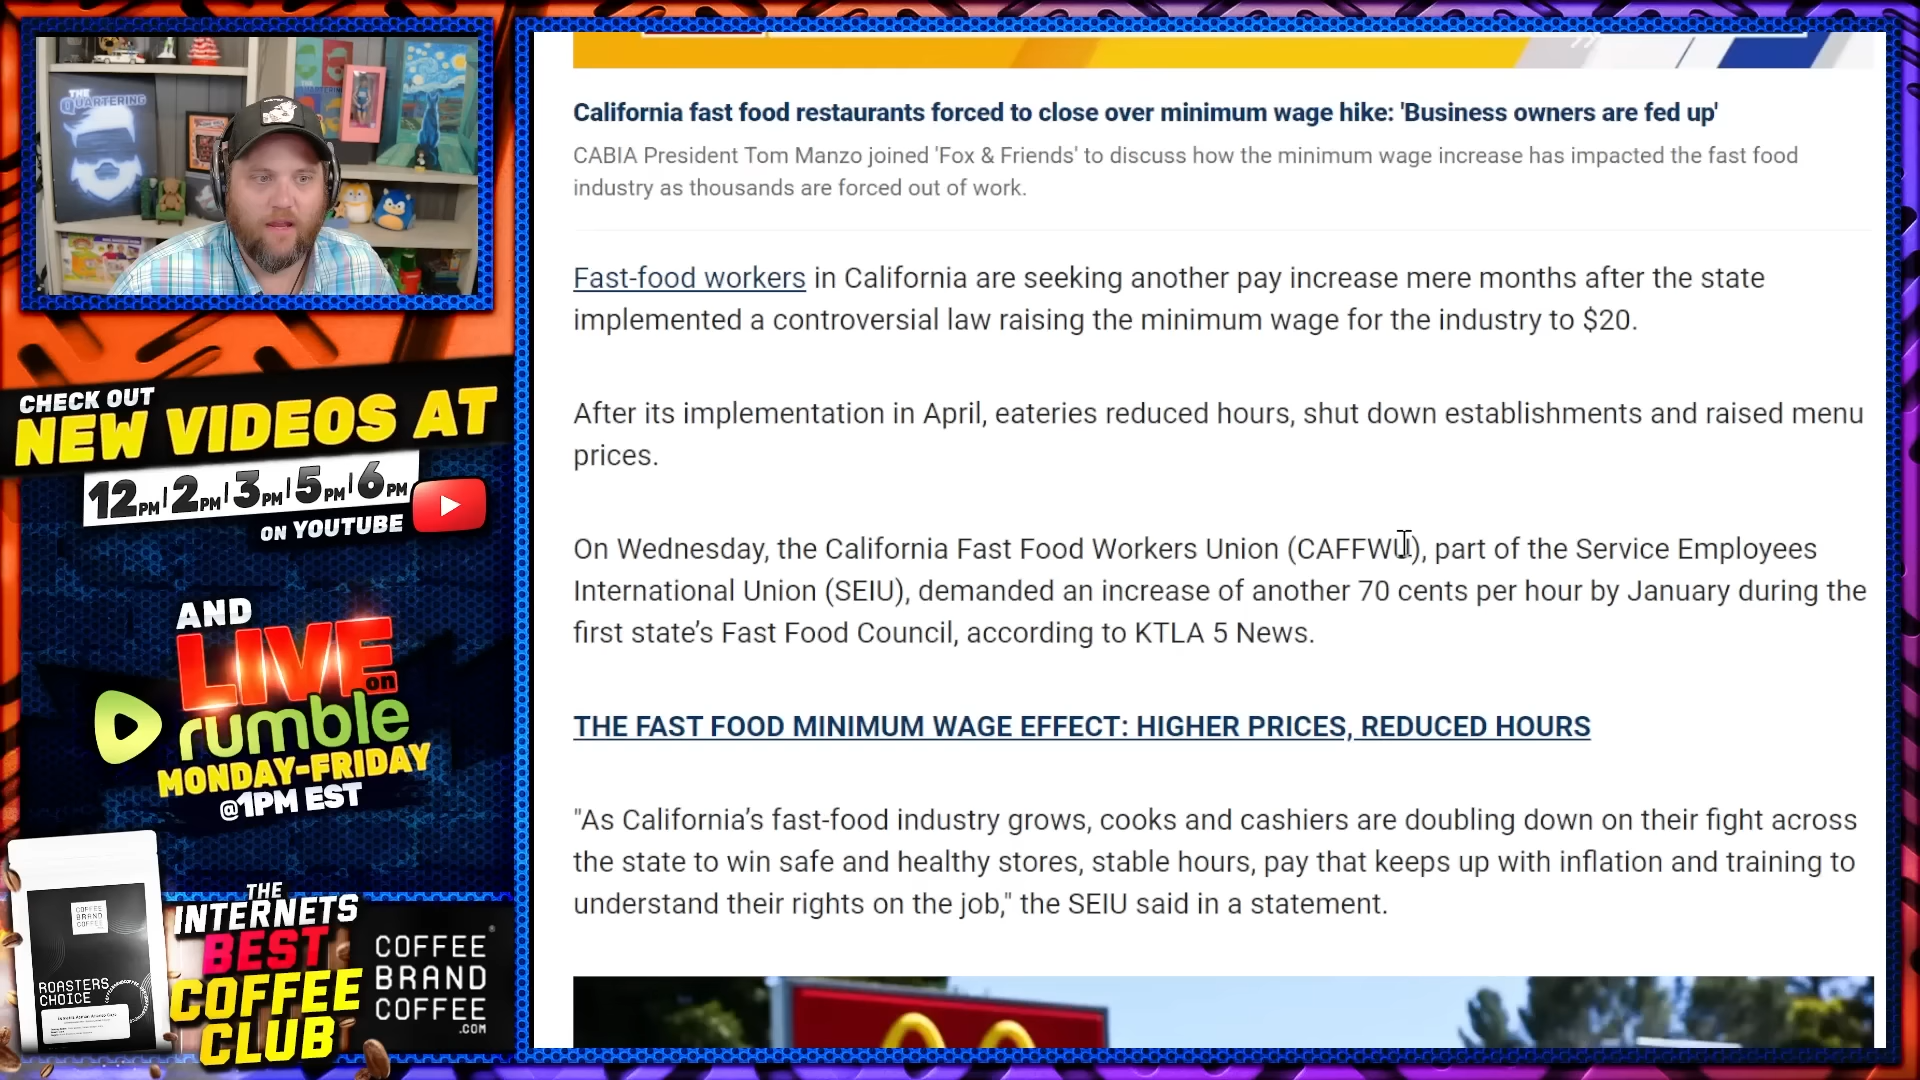 THE
QUARTERING
CHECK OUT
NEW VIDEOS AT
12PM | 2PM | 3PM | 5PM | 6PM
ON YOUTUBE
AND
LIVE
on
rumble
MONDAY-FRIDAY
@1PM EST
COFFEE
BRAND
COFFEE
ROASTERS
CHOICE
THE
INTERNETS
BEST
COFFEE
CLUB
COFFEE
BRAND
COFFEE
.COM
California fast food restaurants forced to close over minimum wage hike: 'Business owners are fed up'
CABIA President Tom Manzo joined 'Fox & Friends' to discuss how the minimum wage increase has impacted the fast food
industry as thousands are forced out of work.
Fast-food workers in California are seeking another pay increase mere months after the state
implemented a controversial law raising the minimum wage for the industry to $20.
After its implementation in April, eateries reduced hours, shut down establishments and raised menu
prices.
On Wednesday, the California Fast Food Workers Union (CAFFWU), part of the Service Employees
International Union (SEIU), demanded an increase of another 70 cents per hour by January during the
first state’s Fast Food Council, according to KTLA 5 News.
THE FAST FOOD MINIMUM WAGE EFFECT: HIGHER PRICES, REDUCED HOURS
"As California’s fast-food industry grows, cooks and cashiers are doubling down on their fight across
the state to win safe and healthy stores, stable hours, pay that keeps up with inflation and training to
understand their rights on the job," the SEIU said in a statement.